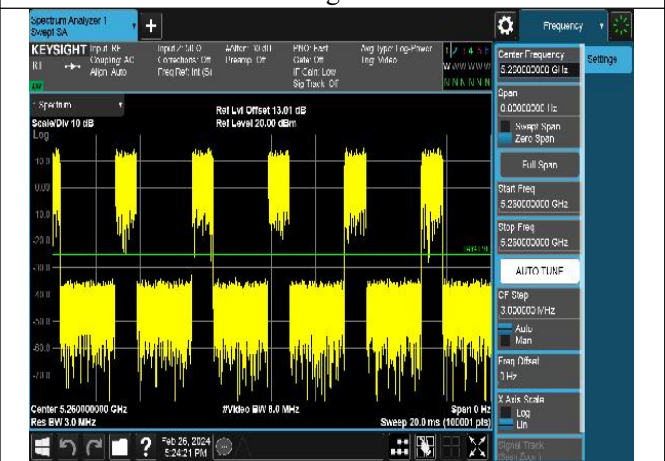 Spectrum Analyzer 1
Swept SA
Frequency
KEYSIGHT Input: RF
Coupling: AC
Align: Auto
Corrections: Off
Freq Ref: Int (S)
Preamp: Off
PNO: Fast
Gate: Off
IF Gain: Low
Sig Track: Off
Avg Type: Log-Power
Trig: Video
1 Spectrum
Scale/Div 10 dB
Log
Ref Lvl Offset 13.01 dB
Ref Level 20.00 dBm
10.0
0.00
Center 5.260000000 GHz
Res BW 3.0 MHz
#Video BW 8.0 MHz
Span 0 Hz
Sweep 20.0 ms (100001 pts)
Feb 26, 2024
5:24:21 PM
Center Frequency
5.260000000 GHz
Settings
Span
0.00000000 Hz
Swept Span
Zero Span
Full Span
Start Freq
5.260000000 GHz
Stop Freq
5.260000000 GHz
AUTO TUNE
CF Step
3.000000 MHz
Auto
Man
Freq Offset
0 Hz
X Axis Scale
Log
Lin
Signal Track
(Span Zoom)